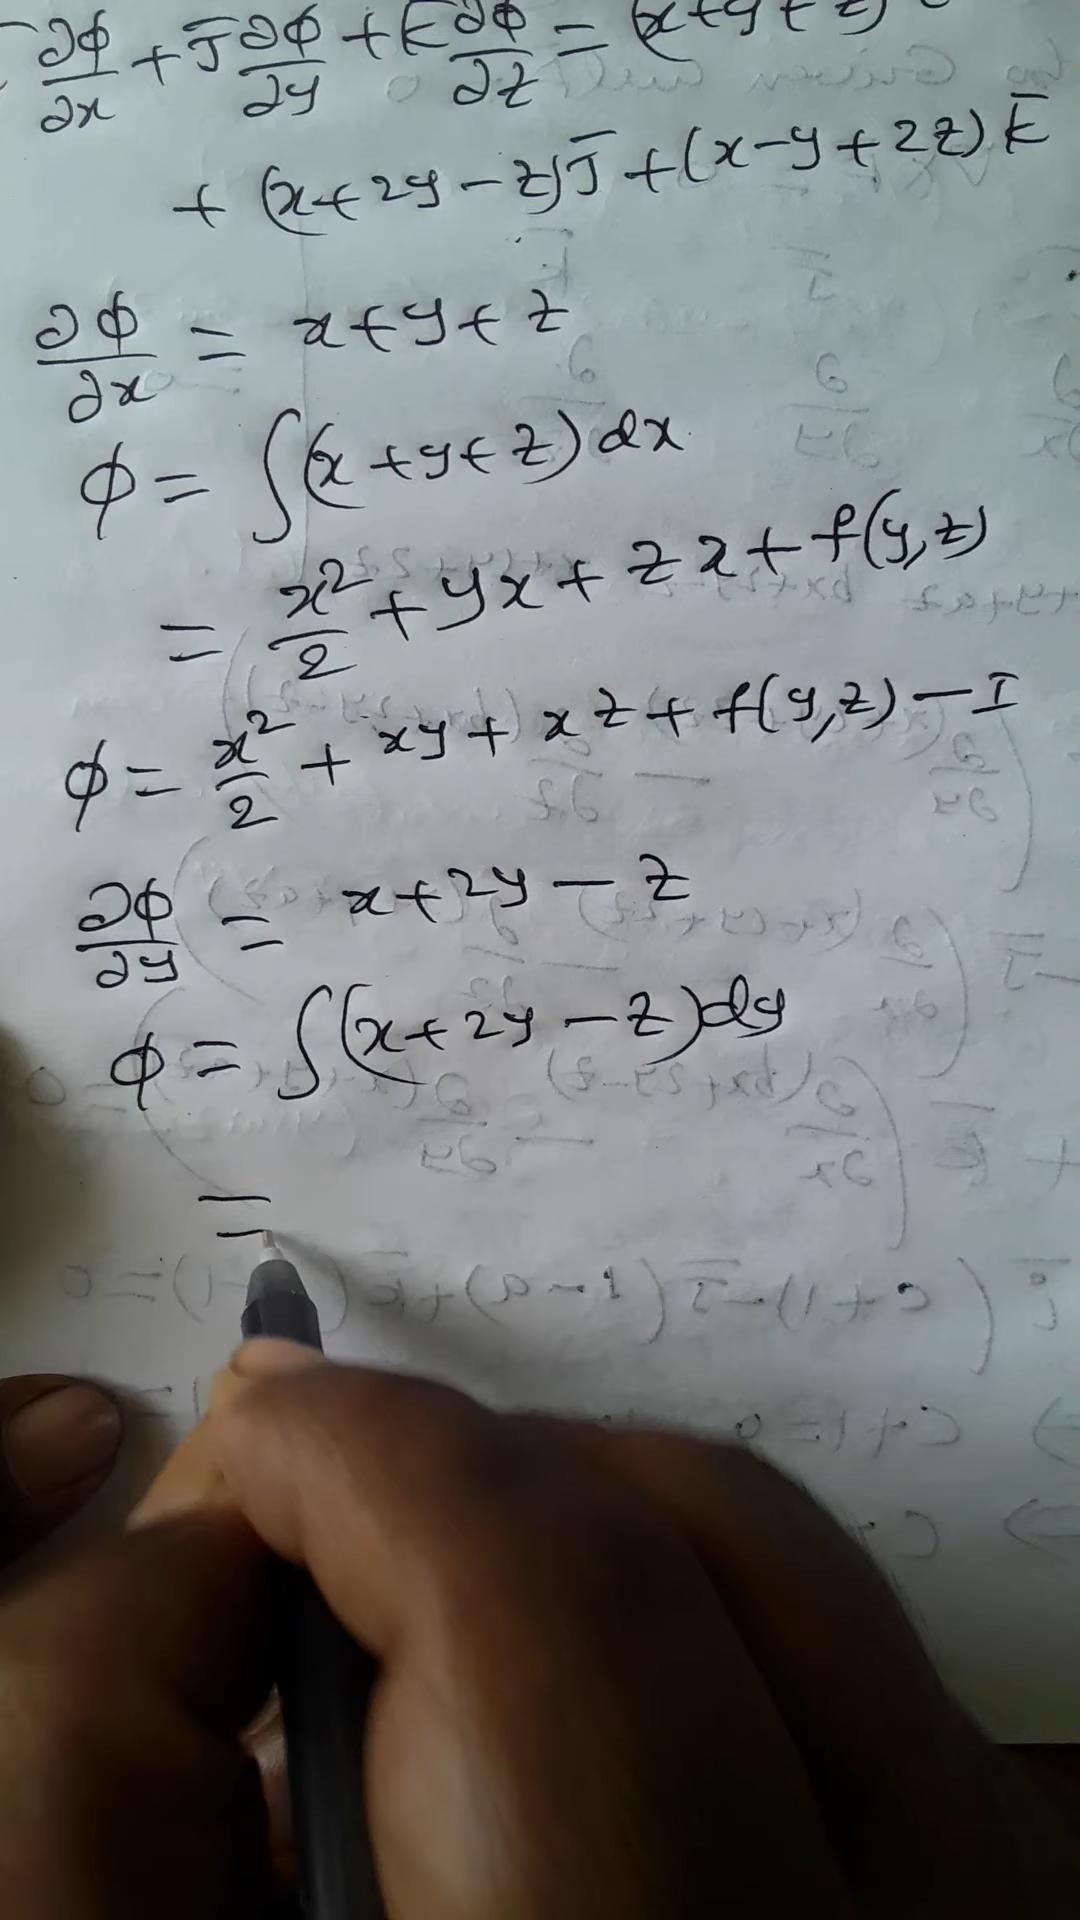 ∂φ/∂x + J̄ ∂φ/∂y + k̄ ∂φ/∂z = (x+y+z)
+ (x+2y−z) J̄ + (x−y+2z) k̄
∂φ/∂x = x+y+z
φ = ∫(x+y+z) dx
= x²/2 + yx + zx + f(y,z)
φ = x²/2 + xy + xz + f(y,z) − I
∂φ/∂y = x+2y−z
φ = ∫(x+2y−z) dy
=